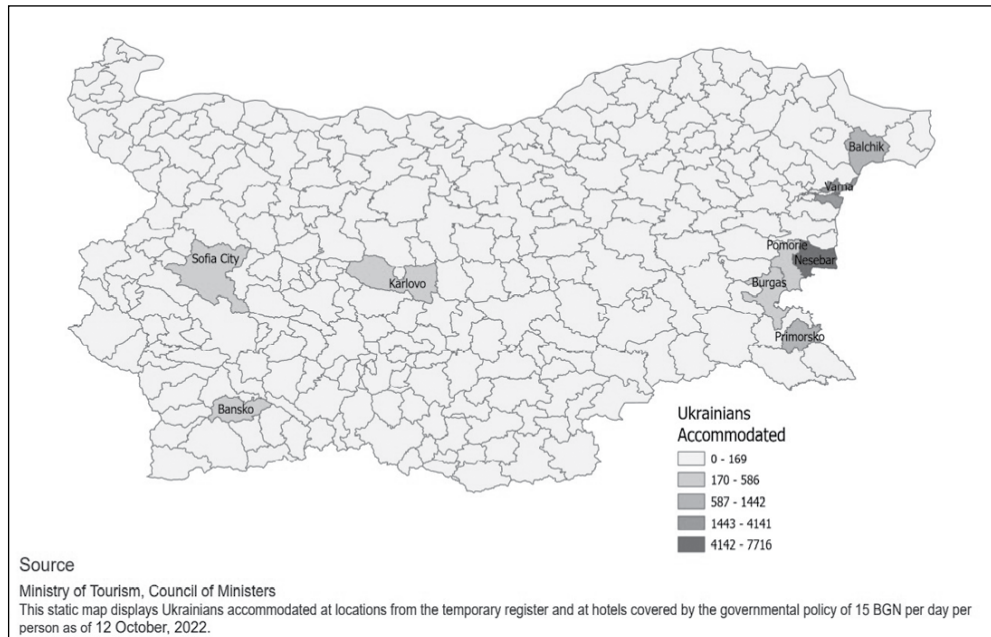 Balchik
Varna
Pomorie
Nesebar
Sofia City
Karlovo
Burgas
Primorsko
Bansko
Ukrainians
Accommodated
0 - 169
170 - 586
587 - 1442
1443 - 4141
4142 - 7716
Source
Ministry of Tourism, Council of Ministers
This static map displays Ukrainians accommodated at locations from the temporary register and at hotels covered by the governmental policy of 15 BGN per day per
person as of 12 October, 2022.